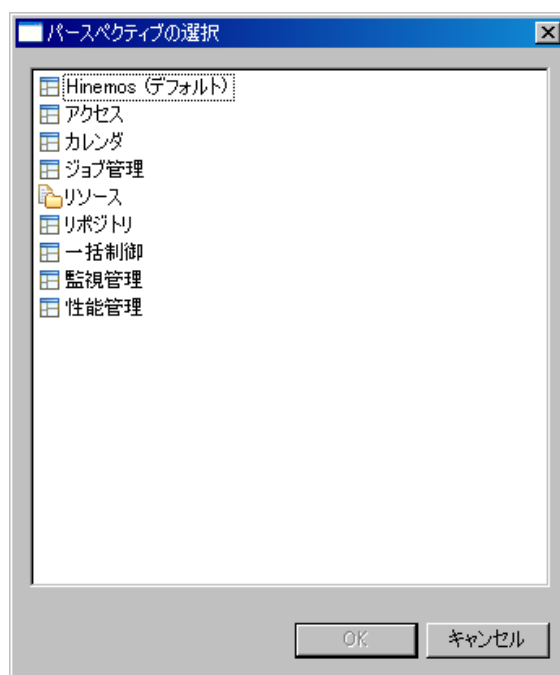 パースペクティブの選択
Hinemos (デフォルト)
アクセス
カレンダ
ジョブ管理
リソース
リポジトリ
一括制御
監視管理
性能管理
OK
キャンセル